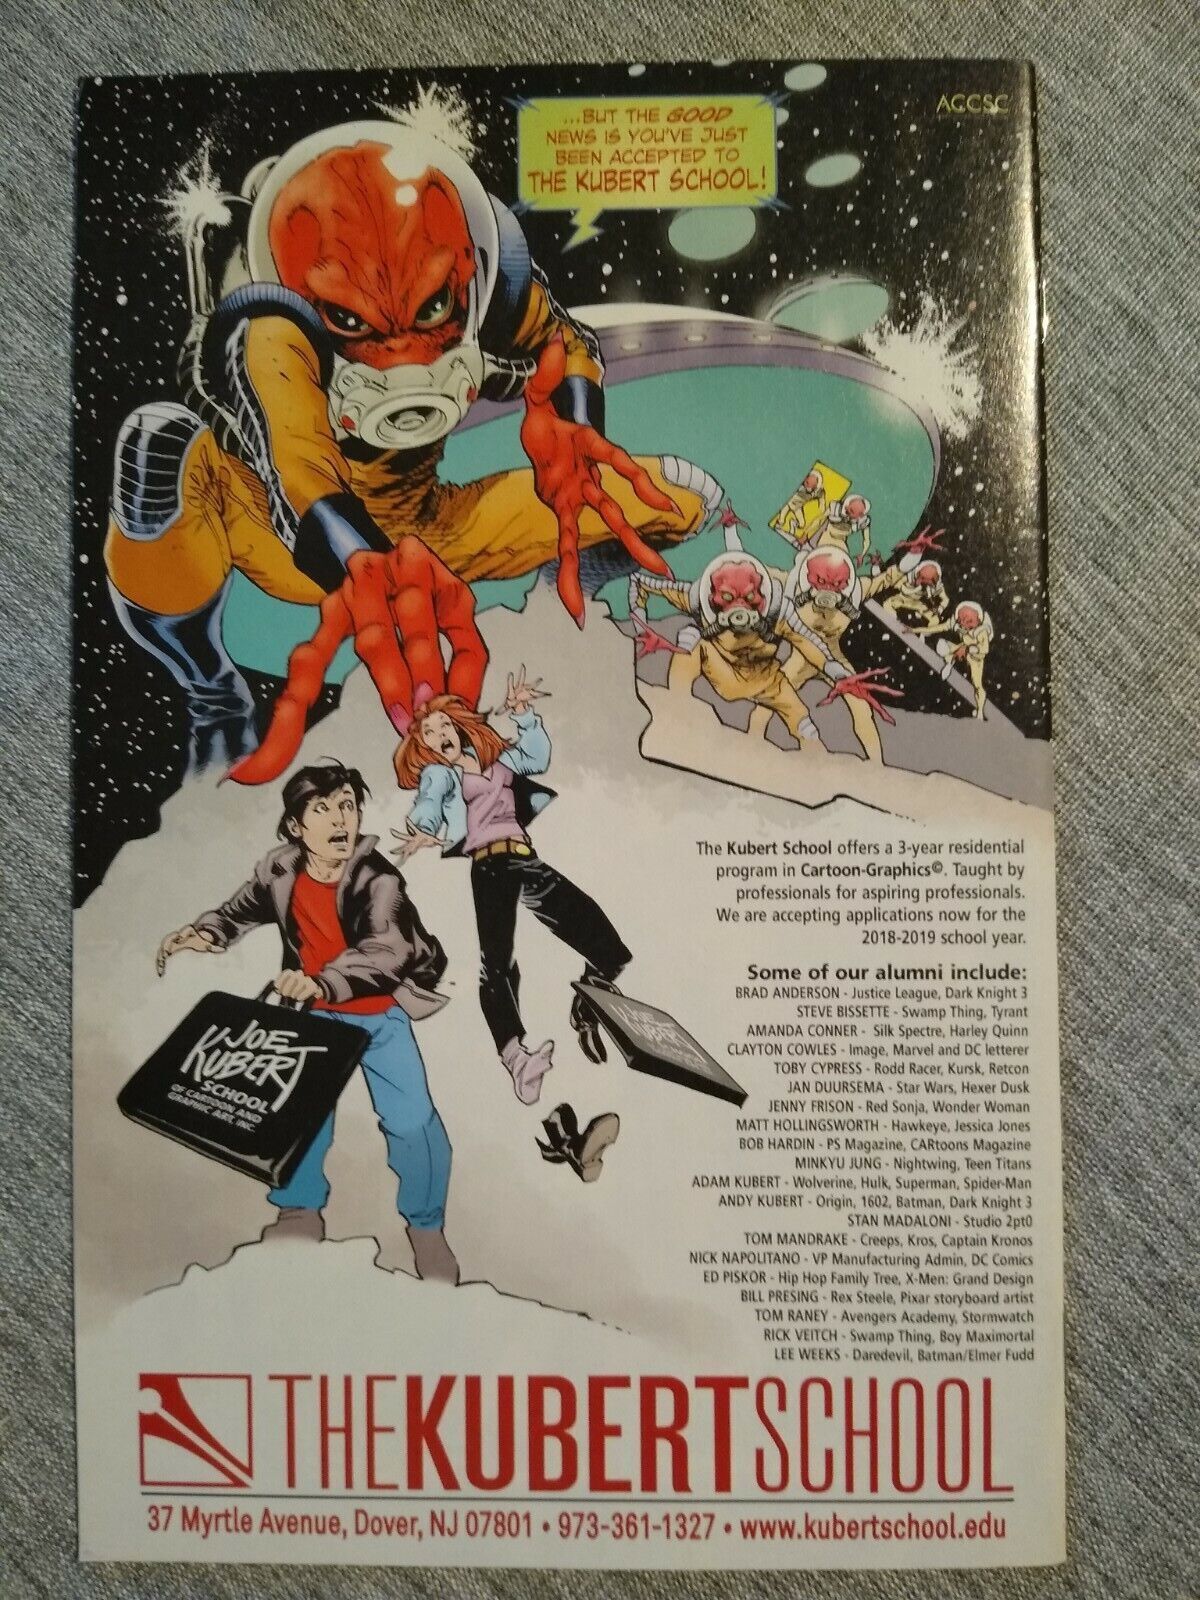 ...BUT THE GOOD
NEWS IS YOU'VE JUST
BEEN ACCEPTED TO
THE KUBERT SCHOOL!
ACCSC
The Kubert School offers a 3-year residential
program in Cartoon-Graphics©. Taught by
professionals for aspiring professionals.
We are accepting applications now for the
2018-2019 school year.
Some of our alumni include:
BRAD ANDERSON - Justice League, Dark Knight 3
STEVE BISSETTE - Swamp Thing, Tyrant
AMANDA CONNER - Silk Spectre, Harley Quinn
CLAYTON COWLES - Image, Marvel and DC letterer
TOBY CYPRESS - Rodd Racer, Kursk, Retcon
JAN DUURSEMA - Star Wars, Hexer Dusk
JENNY FRISON - Red Sonja, Wonder Woman
MATT HOLLINGSWORTH - Hawkeye, Jessica Jones
BOB HARDIN - PS Magazine, CARtoons Magazine
MINKYU JUNG - Nightwing, Teen Titans
ADAM KUBERT - Wolverine, Hulk, Superman, Spider-Man
ANDY KUBERT - Origin, 1602, Batman, Dark Knight 3
STAN MADALONI - Studio 2pt0
TOM MANDRAKE - Creeps, Kros, Captain Kronos
NICK NAPOLITANO - VP Manufacturing Admin, DC Comics
ED PISKOR - Hip Hop Family Tree, X-Men: Grand Design
BILL PRESING - Rex Steele, Pixar storyboard artist
TOM RANEY - Avengers Academy, Stormwatch
RICK VEITCH - Swamp Thing, Boy Maximortal
LEE WEEKS - Daredevil, Batman/Elmer Fudd
JOE
KUBERT
SCHOOL
OF CARTOON AND
GRAPHIC ART, INC.
JOE
KUBERT
THE KUBERT SCHOOL
37 Myrtle Avenue, Dover, NJ 07801 • 973-361-1327 • www.kubertschool.edu